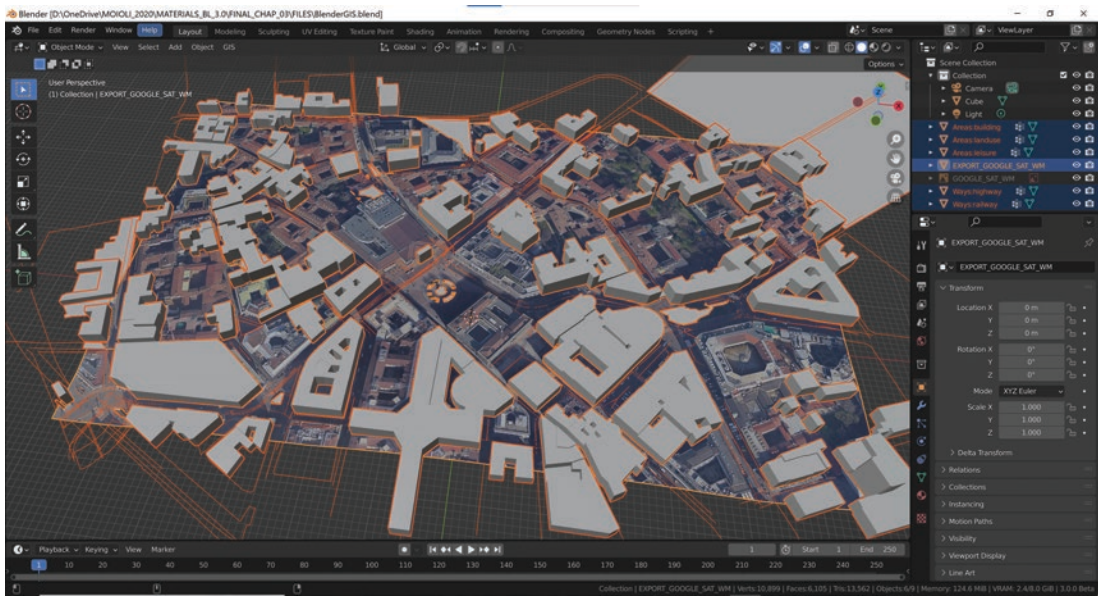 Blender [D:\OneDrive\MOIOLI_2020\MATERIALS_BL_3.0\FINAL_CHAP_03\FILES\BlenderGIS.blend]
File Edit Render Window Help Layout Modeling Sculpting UV Editing Texture Paint Shading Animation Rendering Compositing Geometry Nodes Scripting + Scene ViewLayer
Object Mode View Select Add Object GIS Global
Options
User Perspective
(1) Collection | EXPORT_GOOGLE_SAT_WM
Z
X
Scene Collection
Collection
Camera
Cube
Light
Areas:building
Areas:landuse
Areas:leisure
EXPORT_GOOGLE_SAT_WM
GOOGLE_SAT_WM
Ways:highway
Ways:railway
EXPORT_GOOGLE_SAT_WM
EXPORT_GOOGLE_SAT_WM
Transform
Location X 0 m
Y 0 m
Z 0 m
Rotation X 0°
Y 0°
Z 0°
Mode XYZ Euler
Scale X 1.000
Y 1.000
Z 1.000
Delta Transform
Relations
Collections
Instancing
Motion Paths
Visibility
Viewport Display
Line Art
Playback Keying View Marker 1 Start 1 End 250
1 10 20 30 40 50 60 70 80 90 100 110 120 130 140 150 160 170 180 190 200 210 220 230 240 250
Collection | EXPORT_GOOGLE_SAT_WM | Verts:10,899 | Faces:6,105 | Tris:13,562 | Objects:6/9 | Memory: 124.6 MiB | VRAM: 2.4/8.0 GiB | 3.0.0 Beta